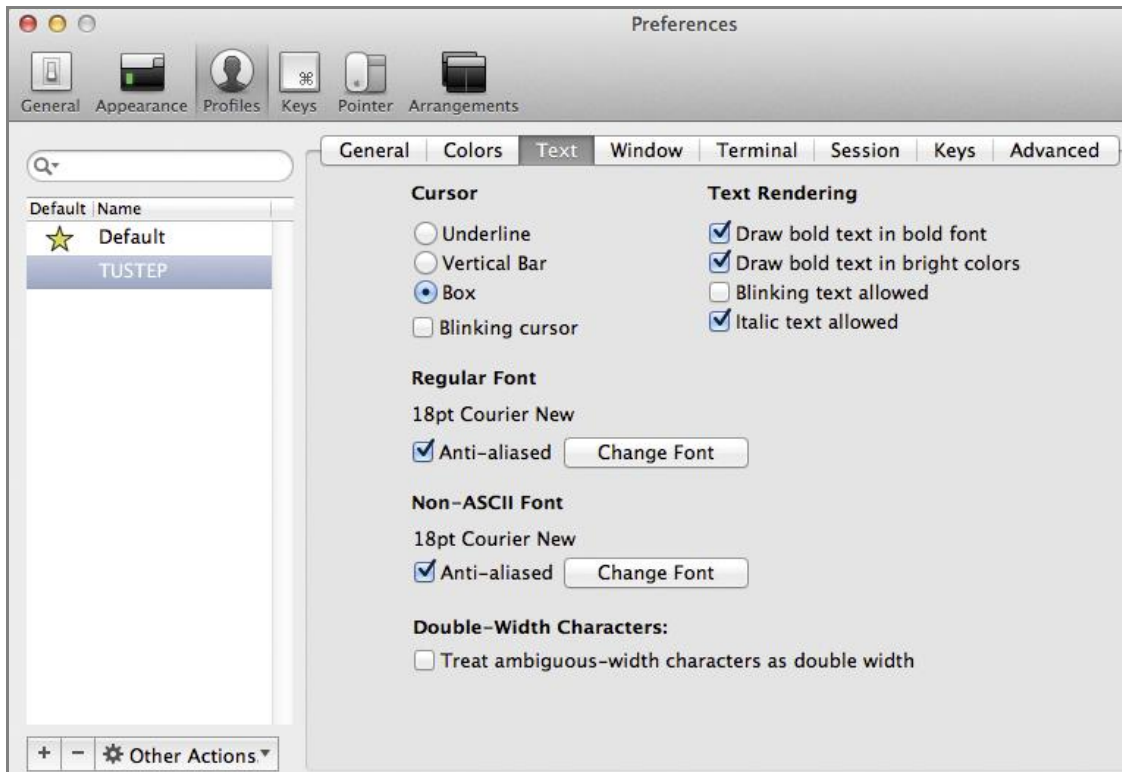 Preferences
General Appearance Profiles Keys Pointer Arrangements
General Colors Text Window Terminal Session Keys Advanced
Default Name
Default
TUSTEP
Cursor
Underline
Vertical Bar
Box
Blinking cursor
Text Rendering
Draw bold text in bold font
Draw bold text in bright colors
Blinking text allowed
Italic text allowed
Regular Font
18pt Courier New
Anti-aliased Change Font
Non-ASCII Font
18pt Courier New
Anti-aliased Change Font
Double-Width Characters:
Treat ambiguous-width characters as double width
+ - Other Actions